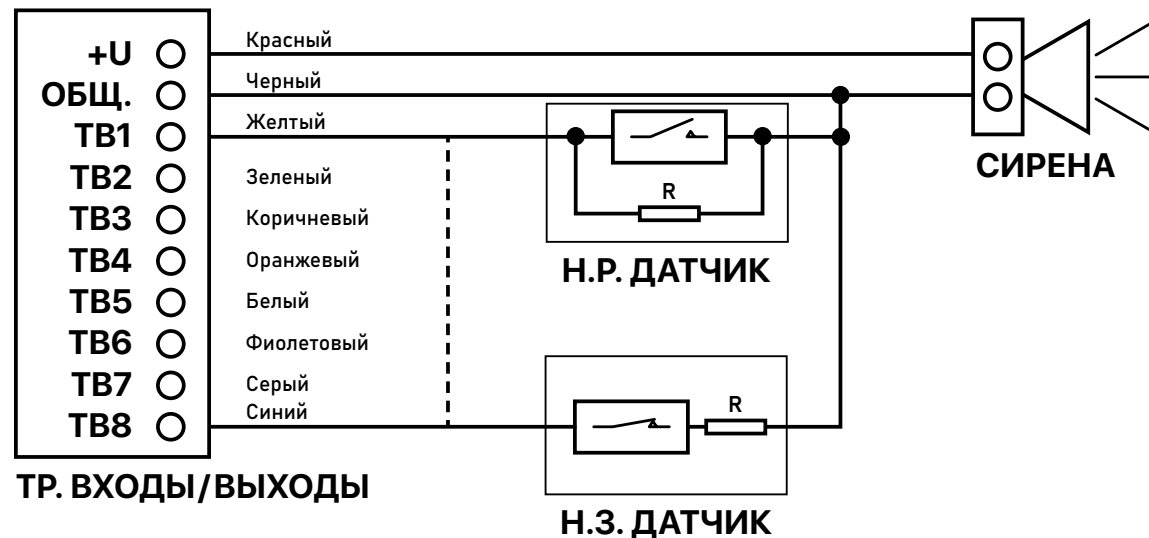 +U Красный
ОБЩ. Черный
ТВ1 Желтый
ТВ2 Зеленый
ТВ3 Коричневый
ТВ4 Оранжевый
ТВ5 Белый
ТВ6 Фиолетовый
ТВ7 Серый
ТВ8 Синий
ТР. ВХОДЫ/ВЫХОДЫ
R
Н.Р. ДАТЧИК
R
Н.З. ДАТЧИК
СИРЕНА